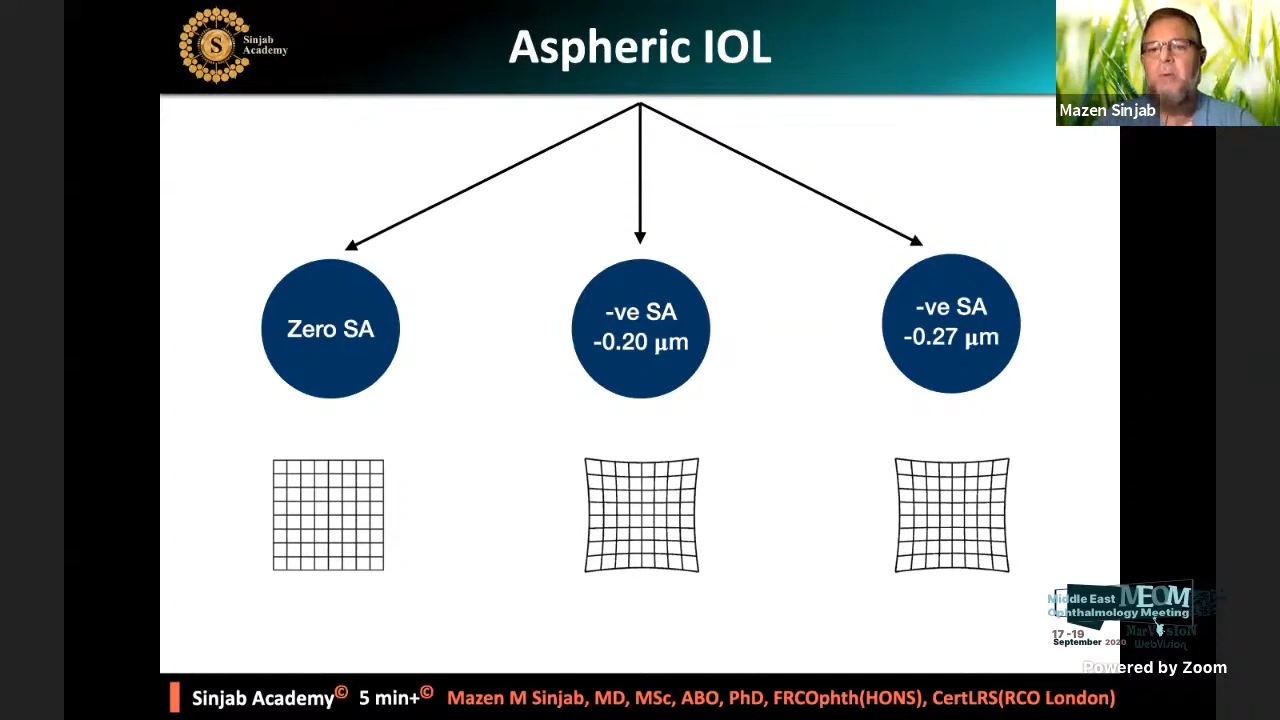 S
Sinjab
Academy
Aspheric IOL
Mazen Sinjab
Zero SA
-ve SA
-0.20 μm
-ve SA
-0.27 μm
Middle East MEOM
Ophthalmology Meeting
17-19
September 2020
MarVision
WebVision
Powered by Zoom
Sinjab Academy© 5 min+© Mazen M Sinjab, MD, MSc, ABO, PhD, FRCOphth(HONS), CertLRS(RCO London)